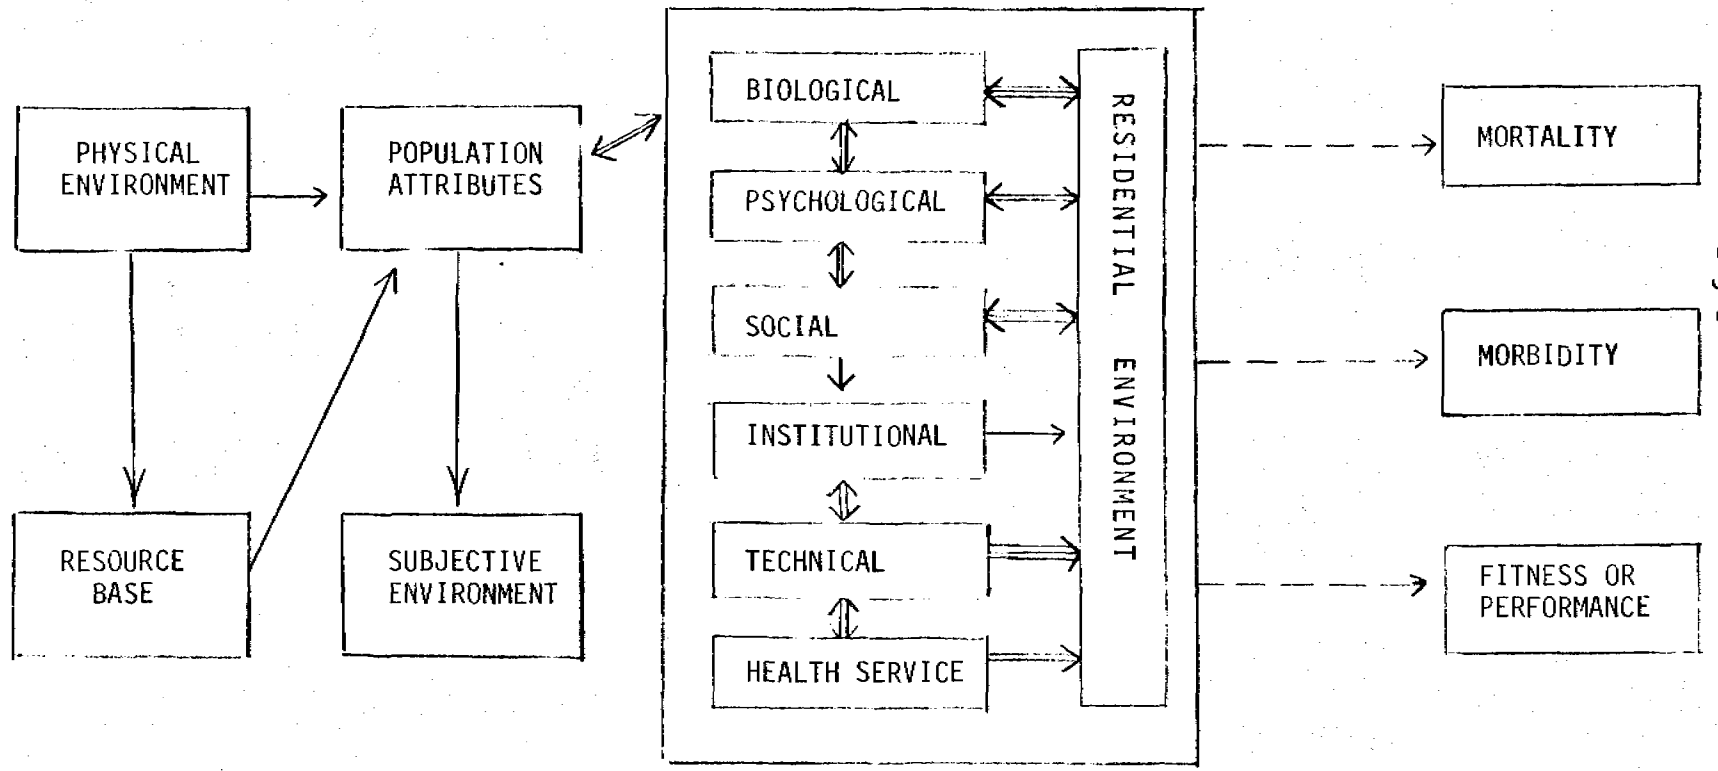 PHYSICAL
ENVIRONMENT
POPULATION
ATTRIBUTES
RESOURCE
BASE
SUBJECTIVE
ENVIRONMENT
BIOLOGICAL
PSYCHOLOGICAL
SOCIAL
INSTITUTIONAL
TECHNICAL
HEALTH SERVICE
RESIDENTIAL ENVIRONMENT
MORTALITY
MORBIDITY
FITNESS OR
PERFORMANCE